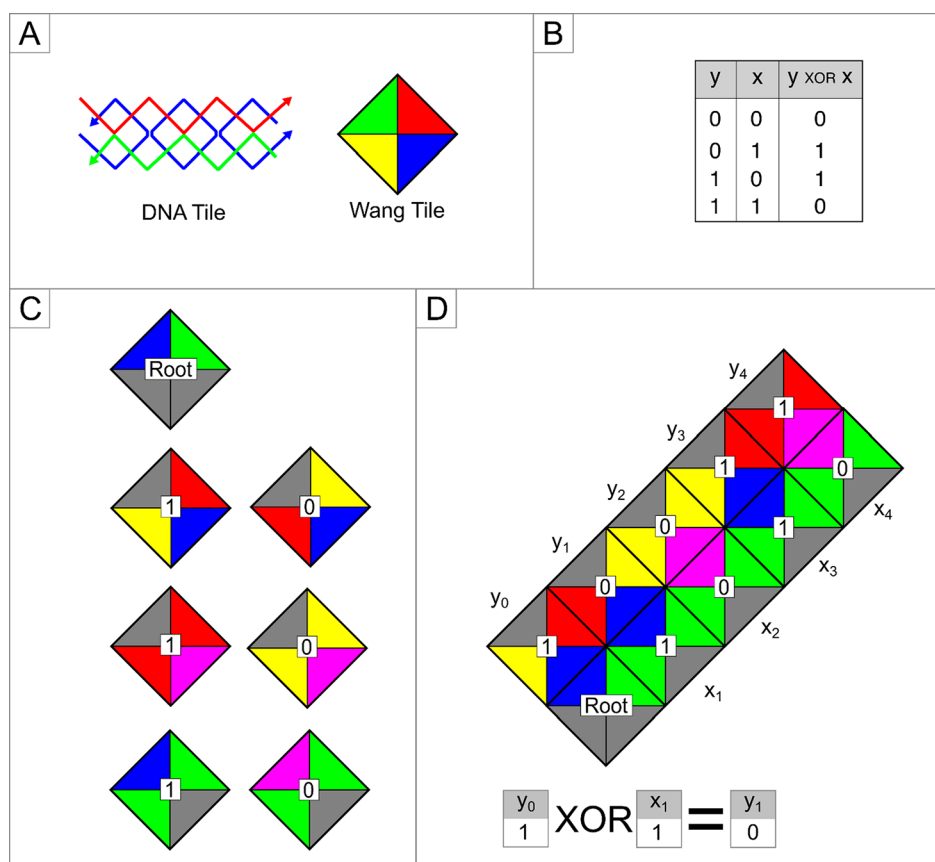 A
DNA Tile
Wang Tile
B
y x y XOR x
0 0 0
0 1 1
1 0 1
1 1 0
C
Root
1 0
1 0
1 0
D
y4
1
y3
1 0
x4
y2
0 1
x3
y1
0 0
x2
y0
1 1
x1
Root
y0 x1 y1
1 XOR 1 = 0